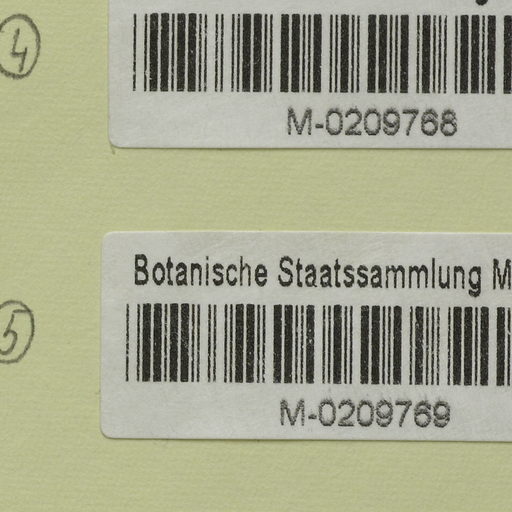 4
M-0209768
Botanische Staatssammlung M
5
M-0209769